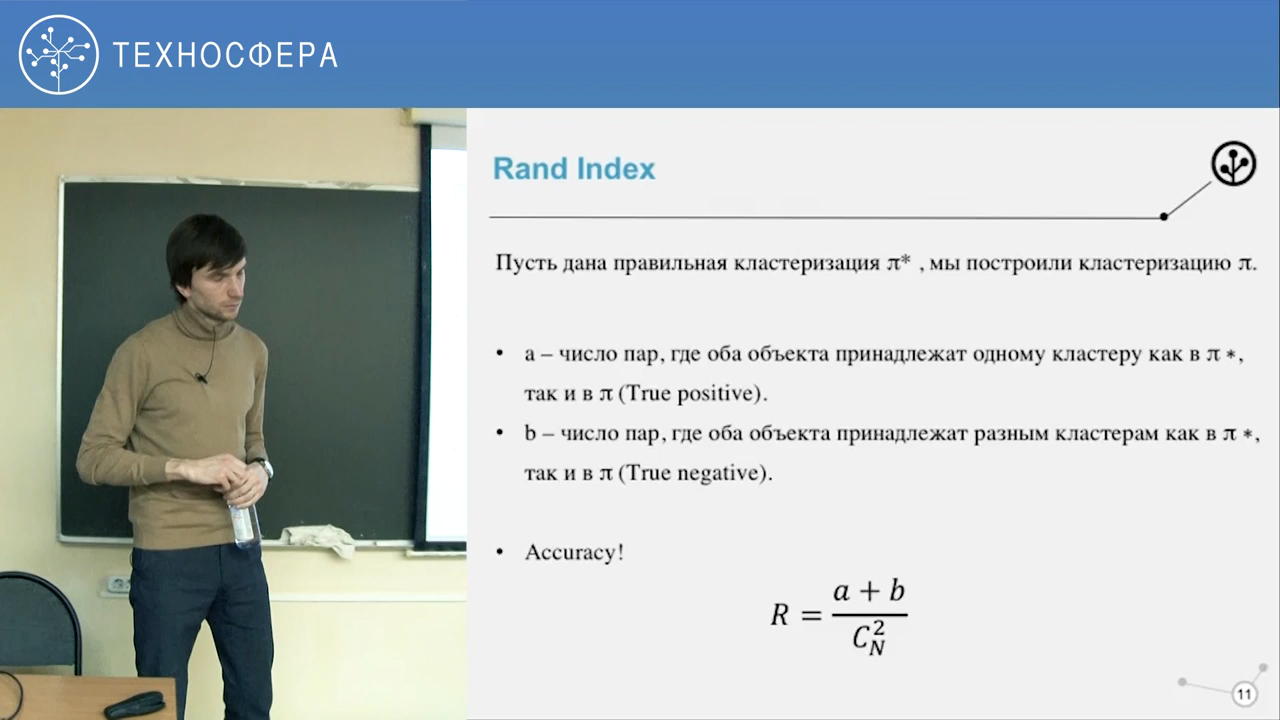 ТЕХНОСФЕРА
Rand Index
Пусть дана правильная кластеризация π* , мы построили кластеризацию π.
• a – число пар, где оба объекта принадлежат одному кластеру как в π *,
так и в π (True positive).
• b – число пар, где оба объекта принадлежат разным кластерам как в π *,
так и в π (True negative).
• Accuracy!
R = \frac{a + b}{C_N^2}
11